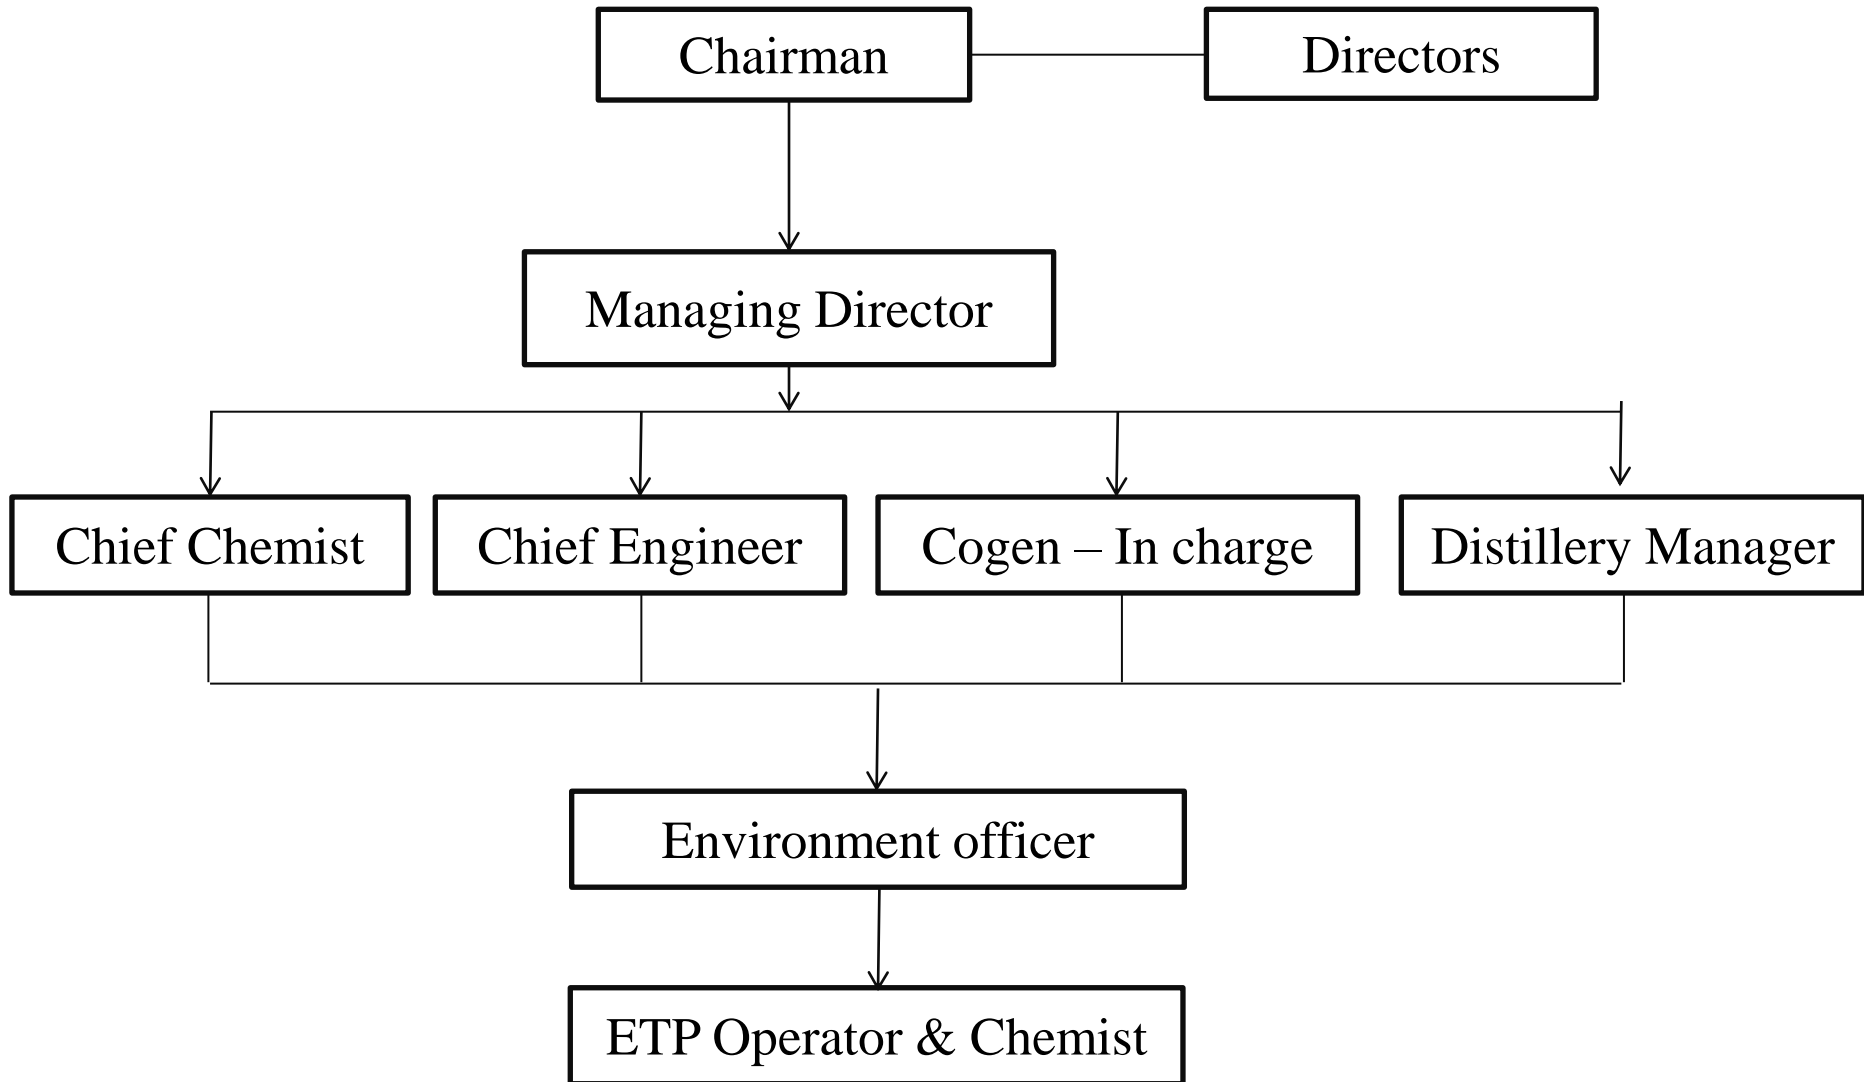 Chairman
Directors
Managing Director
Chief Chemist
Chief Engineer
Cogen – In charge
Distillery Manager
Environment officer
ETP Operator & Chemist